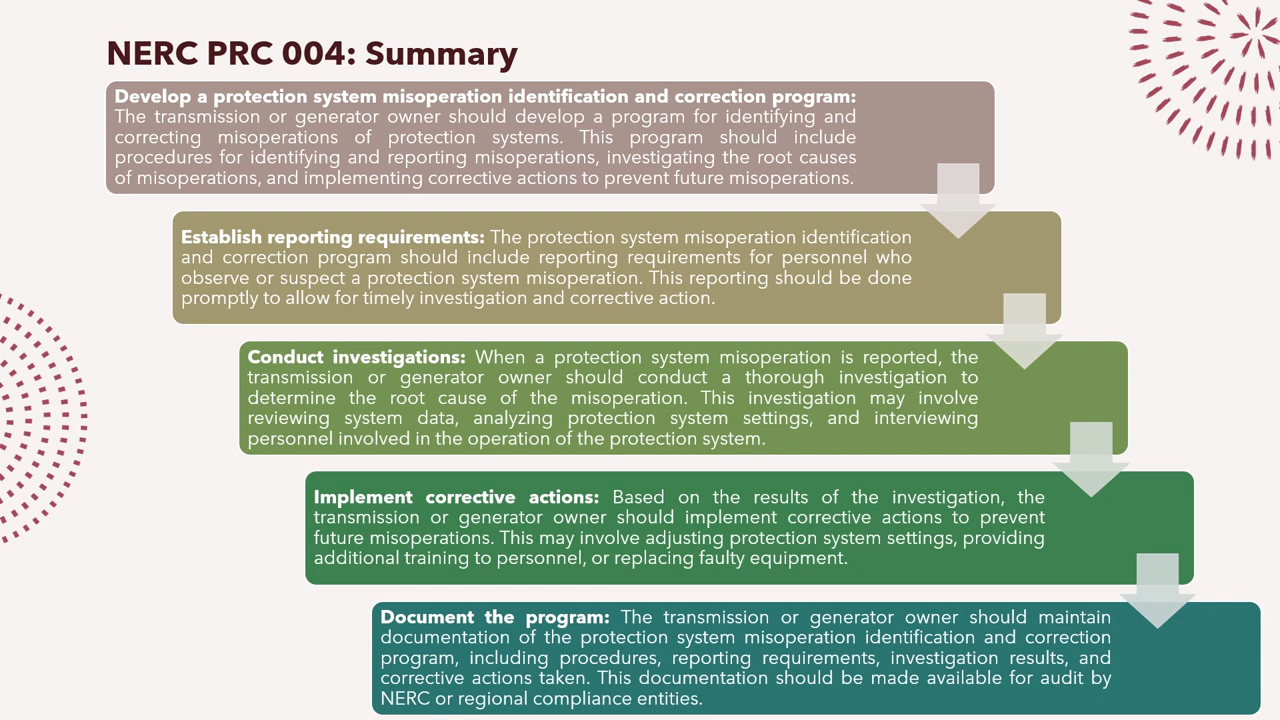 NERC PRC 004: Summary
Develop a protection system misoperation identification and correction program:
The transmission or generator owner should develop a program for identifying and
correcting misoperations of protection systems. This program should include
procedures for identifying and reporting misoperations, investigating the root causes
of misoperations, and implementing corrective actions to prevent future misoperations.
Establish reporting requirements: The protection system misoperation identification
and correction program should include reporting requirements for personnel who
observe or suspect a protection system misoperation. This reporting should be done
promptly to allow for timely investigation and corrective action.
Conduct investigations: When a protection system misoperation is reported, the
transmission or generator owner should conduct a thorough investigation to
determine the root cause of the misoperation. This investigation may involve
reviewing system data, analyzing protection system settings, and interviewing
personnel involved in the operation of the protection system.
Implement corrective actions: Based on the results of the investigation, the
transmission or generator owner should implement corrective actions to prevent
future misoperations. This may involve adjusting protection system settings, providing
additional training to personnel, or replacing faulty equipment.
Document the program: The transmission or generator owner should maintain
documentation of the protection system misoperation identification and correction
program, including procedures, reporting requirements, investigation results, and
corrective actions taken. This documentation should be made available for audit by
NERC or regional compliance entities.